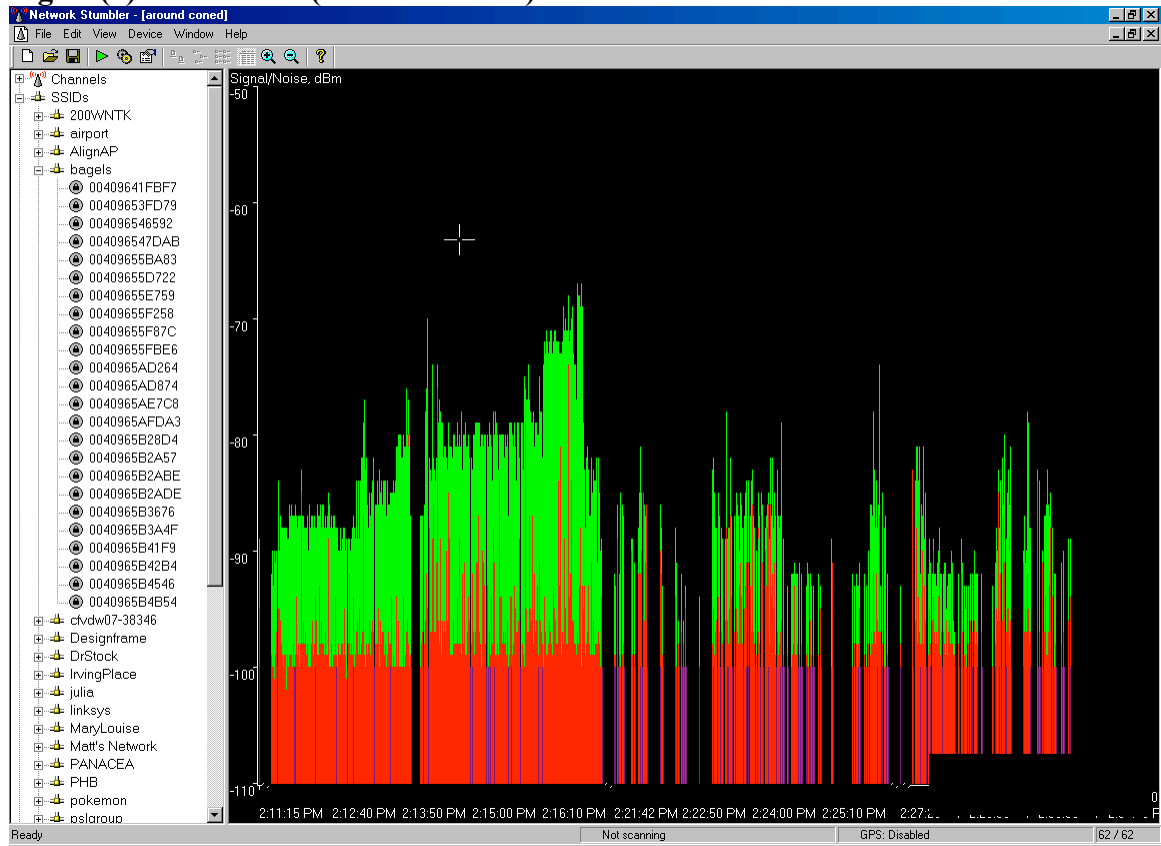 Network Stumbler - [around coned]
File Edit View Device Window Help
Channels
SSIDs
200WNTK
airport
AlignAP
bagels
00409641FBF7
00409653FD79
004096546592
004096547DAB
00409655BA83
00409655D722
00409655E759
00409655F258
00409655F87C
00409655FBE6
0040965AD264
0040965AD874
0040965AE7C8
0040965AFDA3
0040965B28D4
0040965B2A57
0040965B2ABE
0040965B2ADE
0040965B3676
0040965B3A4F
0040965B41F9
0040965B42B4
0040965B4546
0040965B4B54
cfvdw07-38346
Designframe
DrStock
IrvingPlace
julia
linksys
MaryLouise
Matt's Network
PANACEA
PHB
pokemon
pslgroup
Signal/Noise, dBm
-50
-60
-70
-80
-90
-100
-110
0
2:11:15 PM 2:12:40 PM 2:13:50 PM 2:15:00 PM 2:16:10 PM 2:21:42 PM 2:22:50 PM 2:24:00 PM 2:25:10 PM 2:27:
Ready Not scanning GPS: Disabled 62 / 62